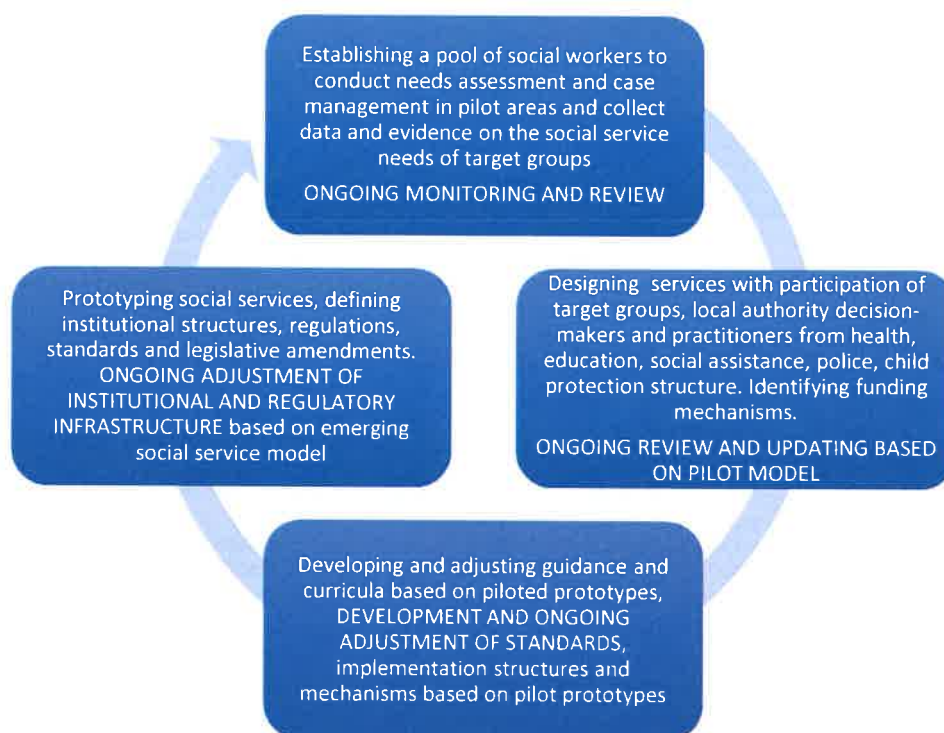 Establishing a pool of social workers to
conduct needs assessment and case
management in pilot areas and collect
data and evidence on the social service
needs of target groups
ONGOING MONITORING AND REVIEW
Designing services with participation of
target groups, local authority decision-
makers and practitioners from health,
education, social assistance, police, child
protection structure. Identifying funding
mechanisms.
ONGOING REVIEW AND UPDATING BASED
ON PILOT MODEL
Developing and adjusting guidance and
curricula based on piloted prototypes,
DEVELOPMENT AND ONGOING
ADJUSTMENT OF STANDARDS,
implementation structures and
mechanisms based on pilot prototypes
Prototyping social services, defining
institutional structures, regulations,
standards and legislative amendments.
ONGOING ADJUSTMENT OF
INSTITUTIONAL AND REGULATORY
INFRASTRUCTURE based on emerging
social service model